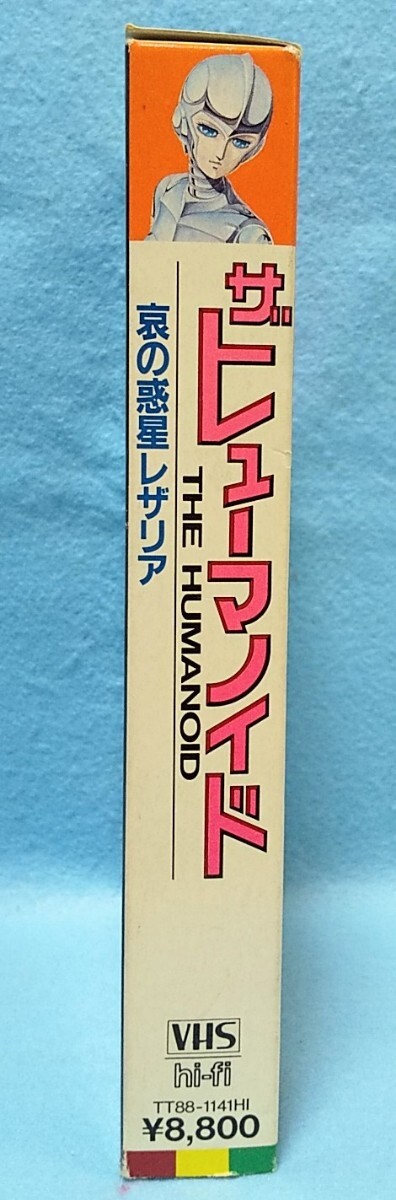 ザヒューマノイド
THE HUMANOID
哀の惑星レザリア
VHS
hi-fi
TT88-1141HI
¥8,800